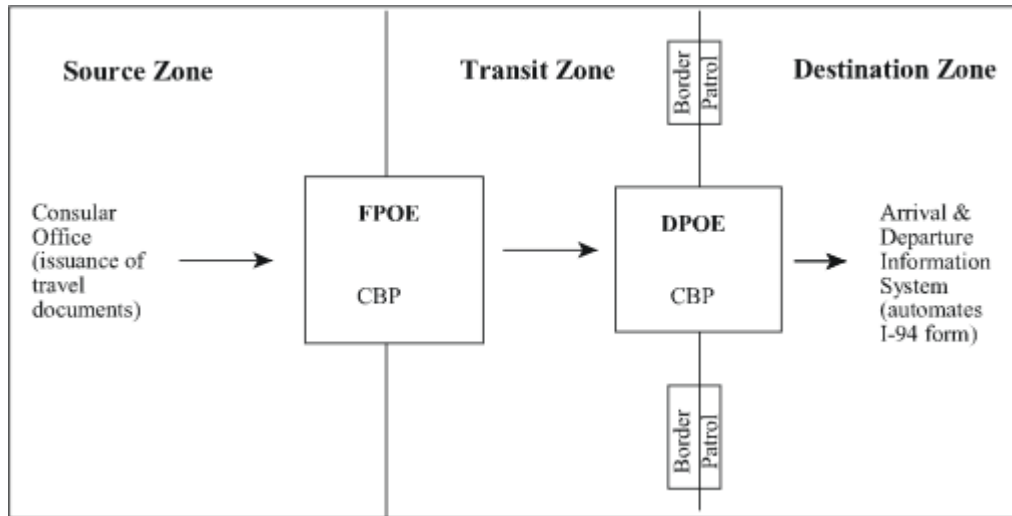 Source Zone
Transit Zone
Destination Zone
Border
Patrol
Consular
Office
(issuance of
travel
documents)
FPOE
CBP
DPOE
CBP
Arrival &
Departure
Information
System
(automates
I-94 form)
Border
Patrol